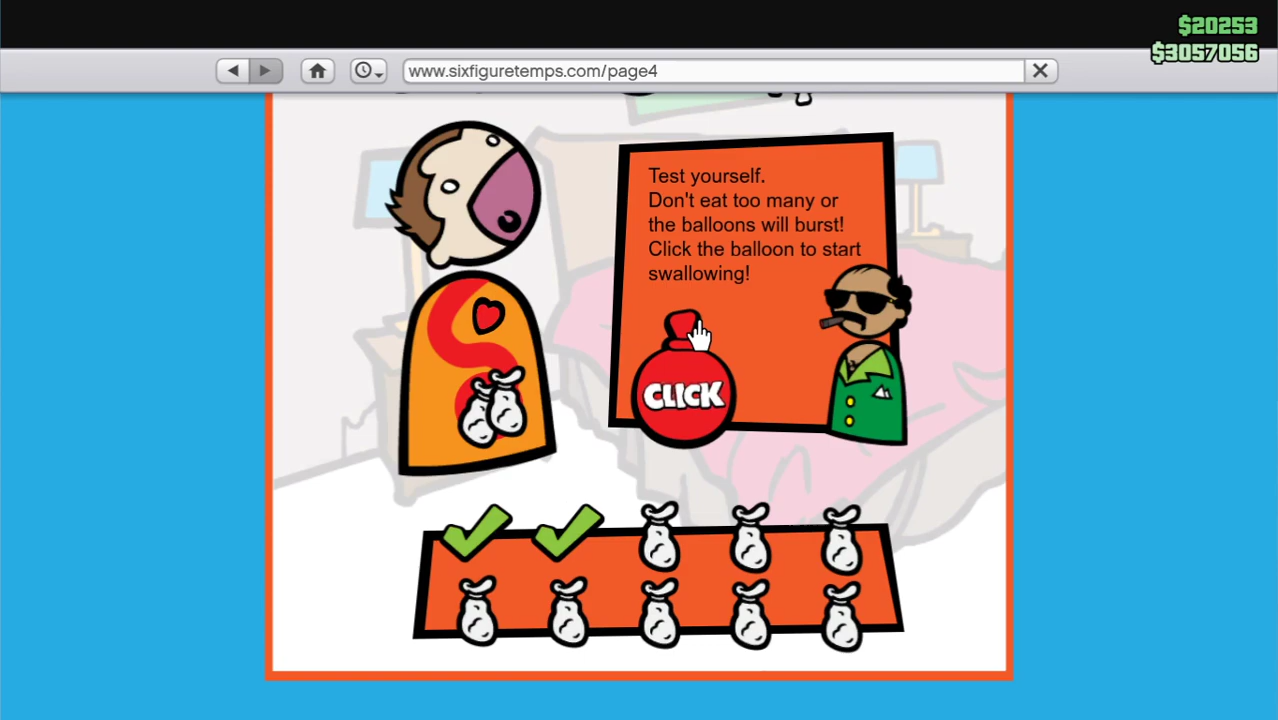 $20253
$3057056
www.sixfiguretemps.com/page4
Test yourself.
Don't eat too many or
the balloons will burst!
Click the balloon to start
swallowing!
CLICK